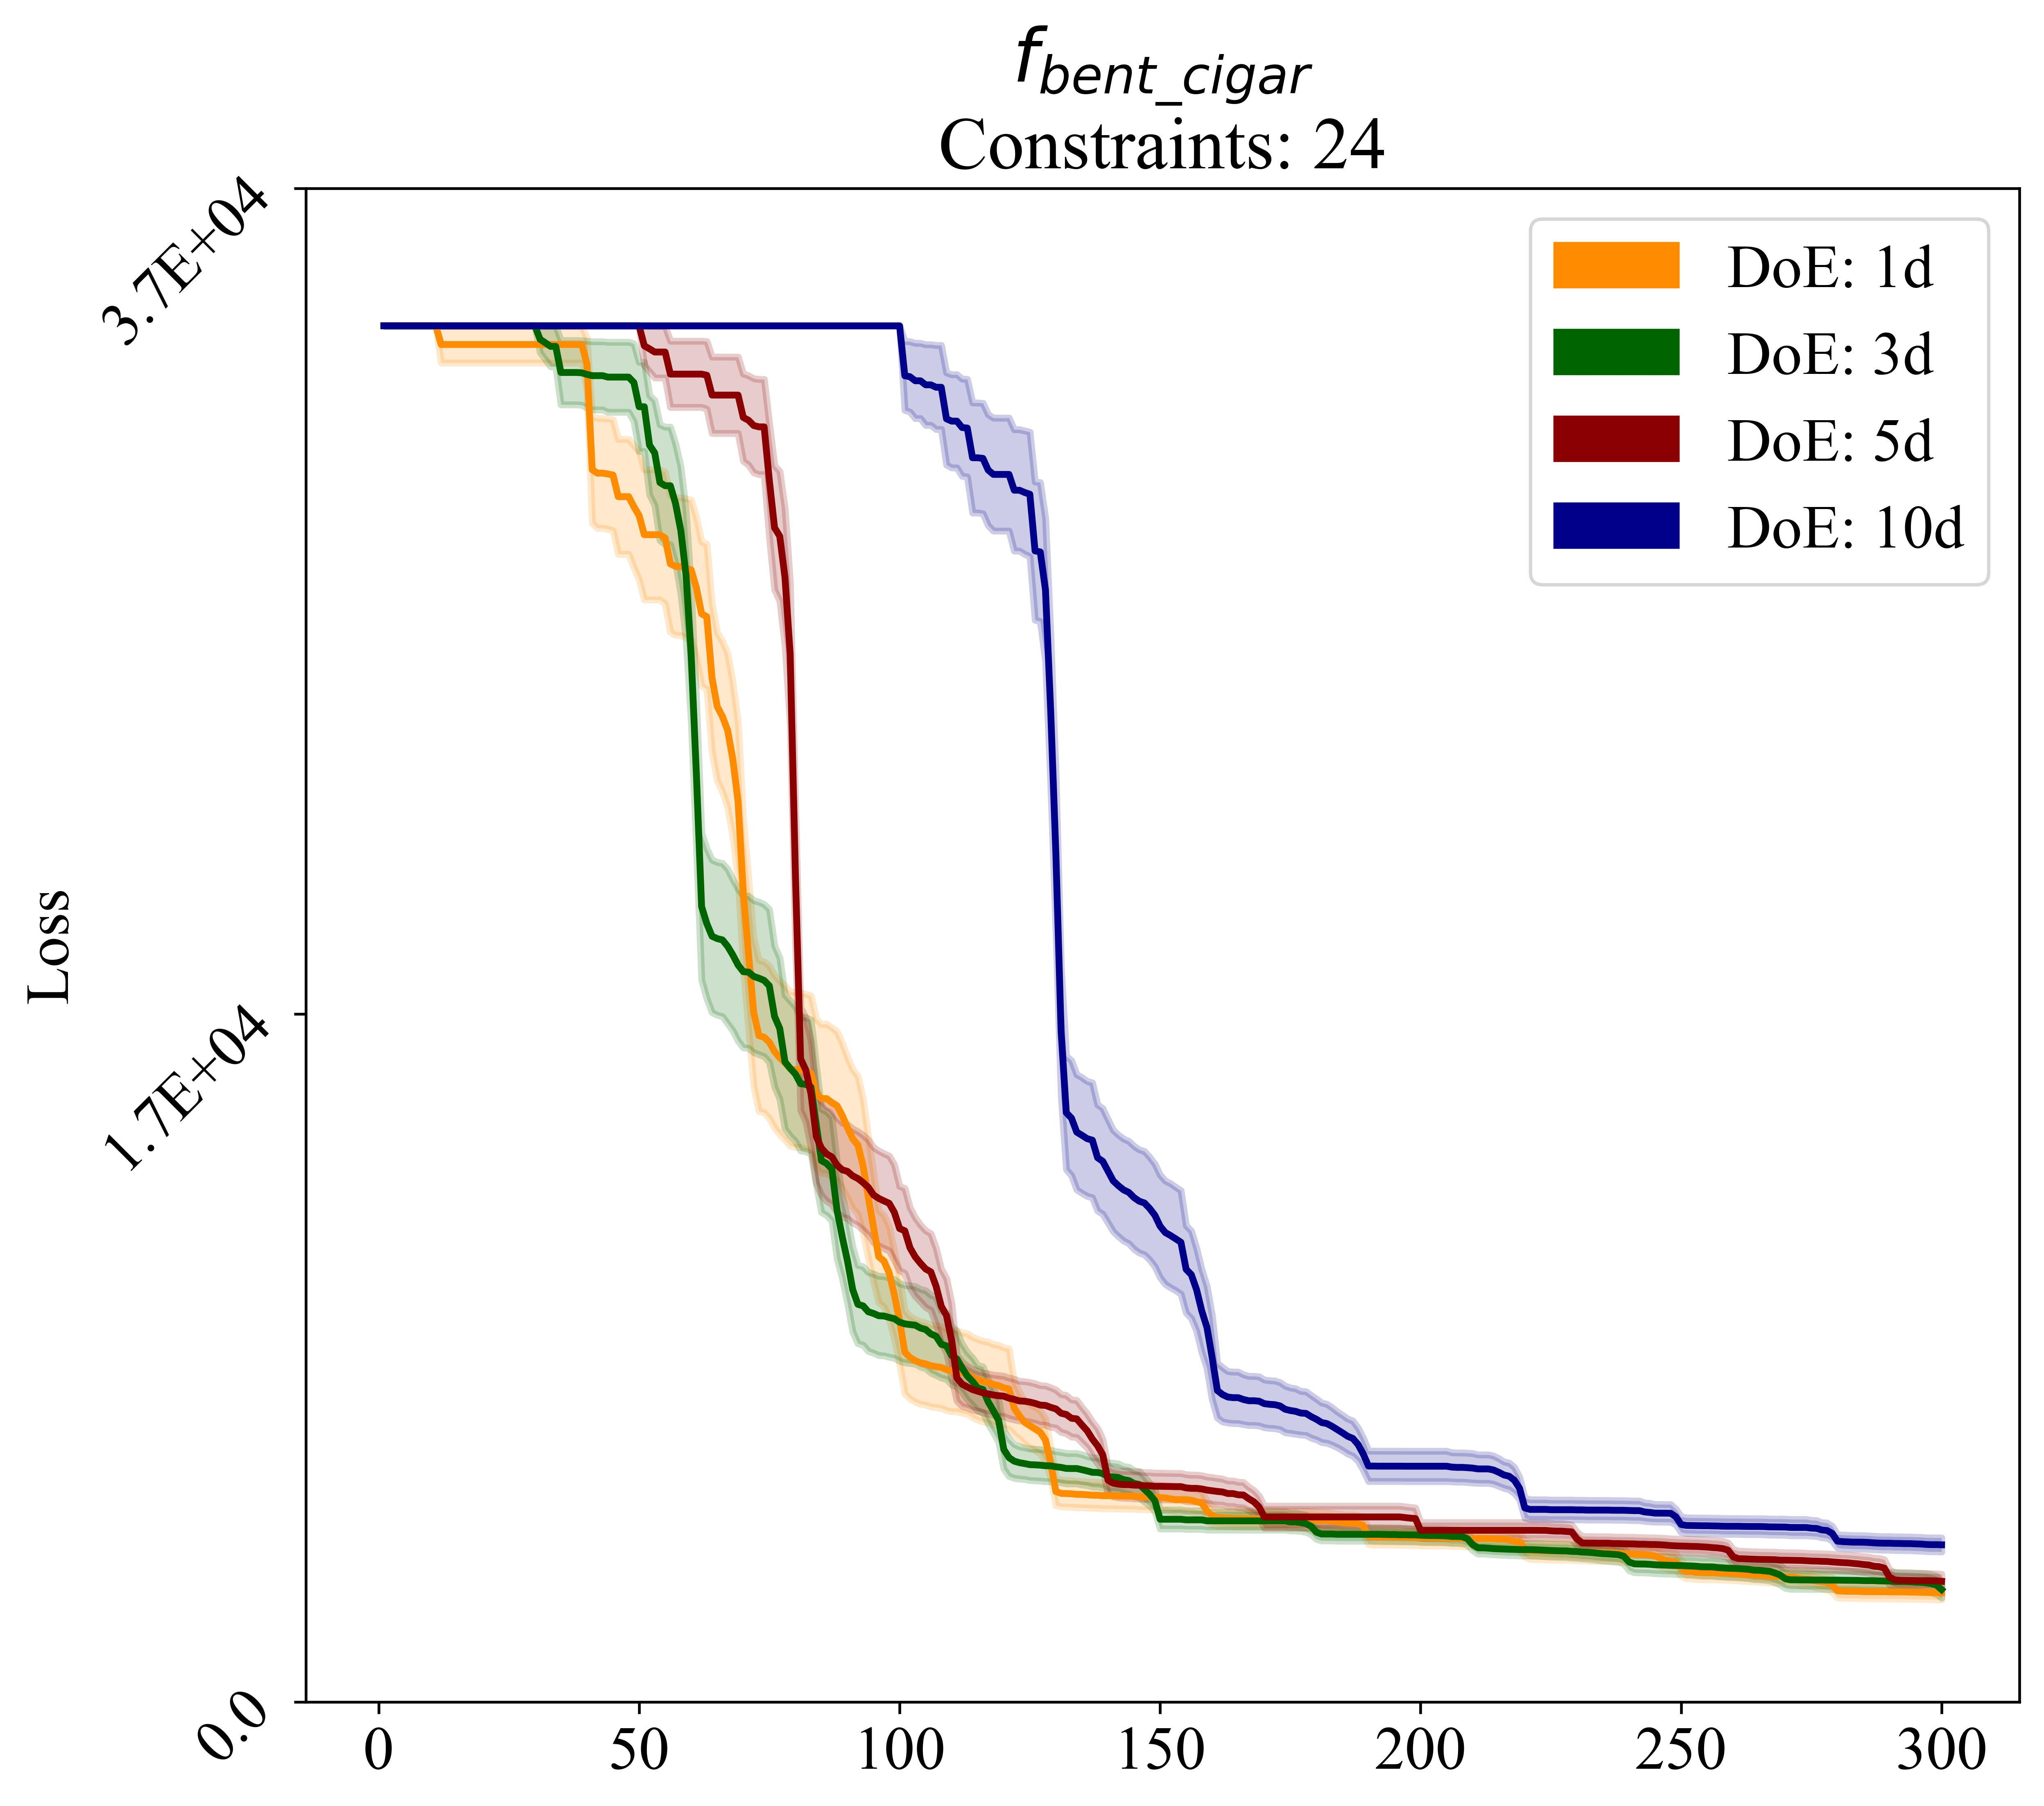 f_bent_cigar
Constraints: 24
3.7E+04
1.7E+04
0.0
Loss
DoE: 1d
DoE: 3d
DoE: 5d
DoE: 10d
0 50 100 150 200 250 300